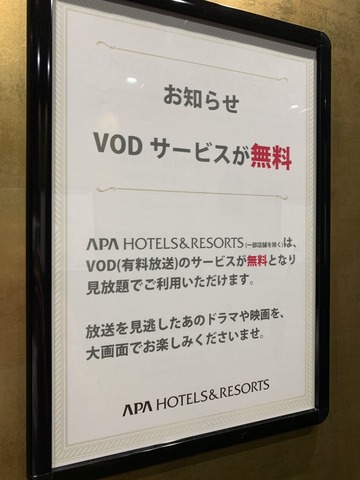 お知らせ
VOD サービスが無料
APA HOTELS&RESORTS (一部店舗を除く)は、
VOD(有料放送)のサービスが無料となり
見放題でご利用いただけます。
放送を見逃したあのドラマや映画を、
大画面でお楽しみくださいませ。
APA HOTELS&RESORTS